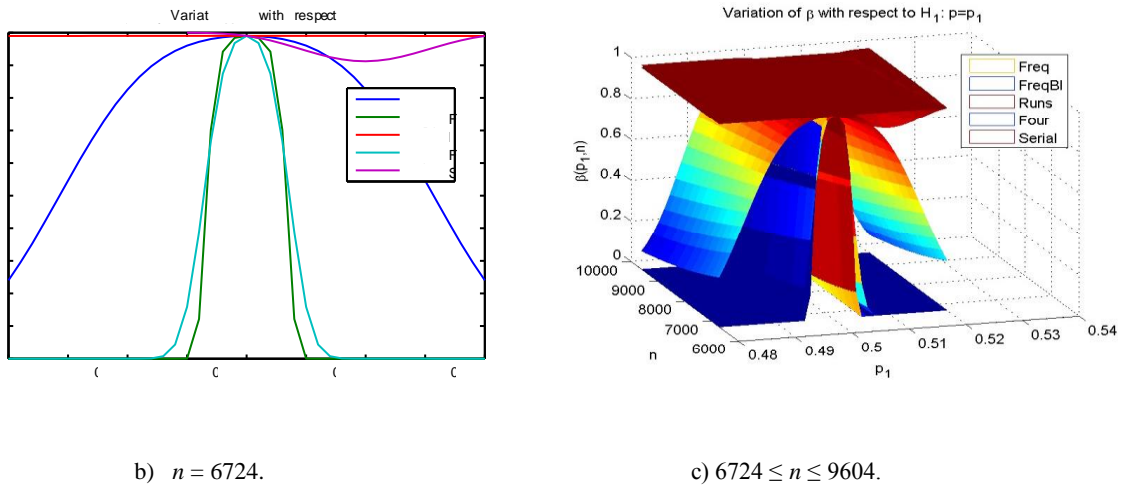 Variat with respect
F
F
S
b) n = 6724.
Variation of β with respect to H₁: p=p₁
Freq
FreqBl
Runs
Four
Serial
β(p₁,n)
1
0.8
0.6
0.4
0.2
0
10000
9000
8000
7000
6000
n
0.48
0.49
0.5
0.51
0.52
0.53
0.54
p₁
c) 6724 ≤ n ≤ 9604.